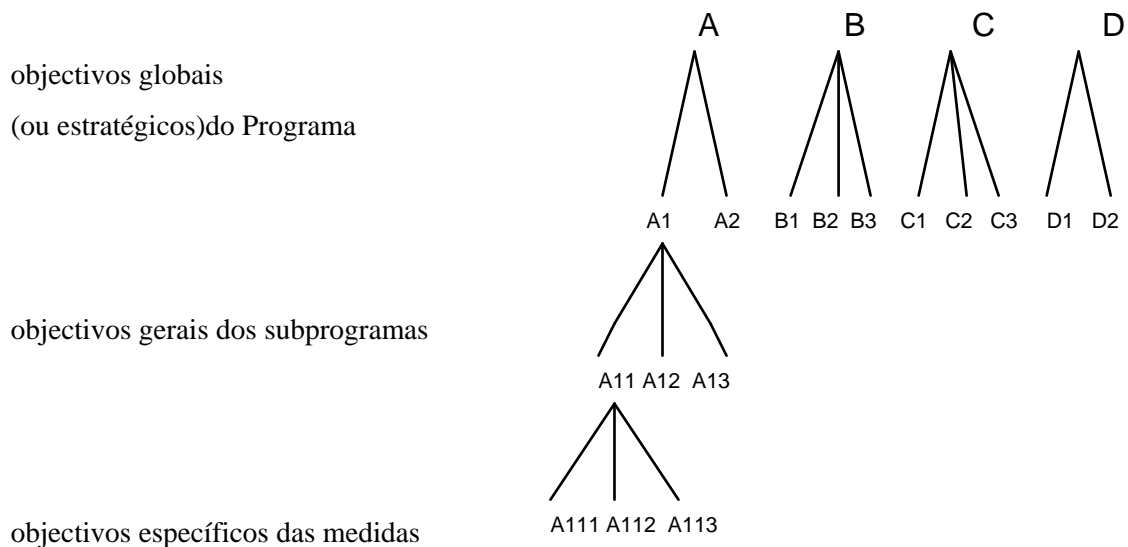 A B C D
objectivos globais
(ou estratégicos)do Programa
A1 A2 B1 B2 B3 C1 C2 C3 D1 D2
objectivos gerais dos subprogramas
A11 A12 A13
A111 A112 A113
objectivos específicos das medidas